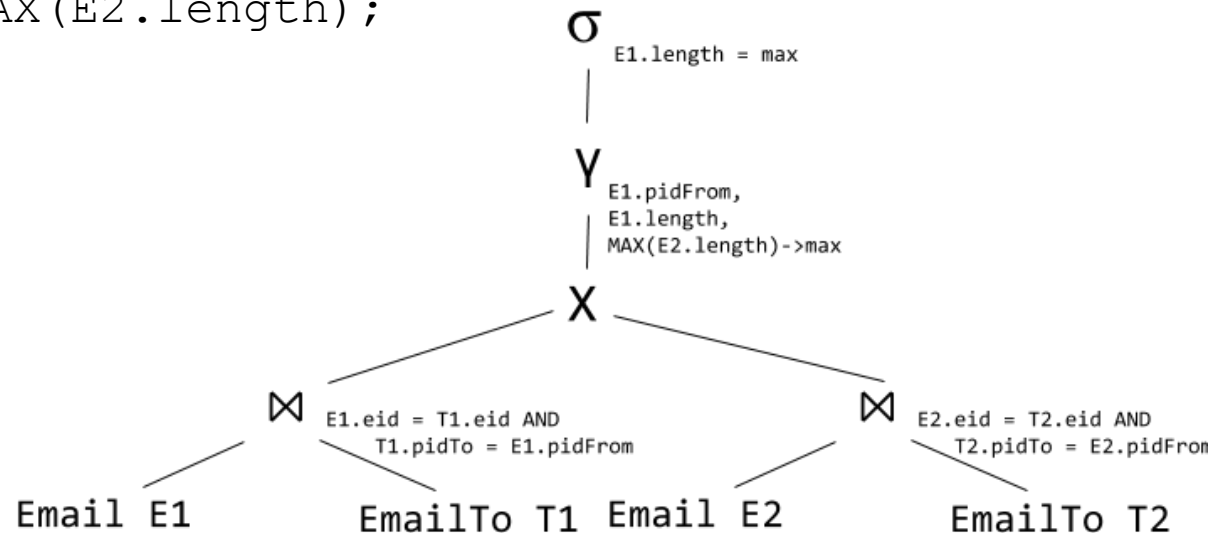 (E2.length);
σ
E1.length = max
γ
E1.pidFrom,
E1.length,
MAX(E2.length)->max
X
⋈ E1.eid = T1.eid AND
T1.pidTo = E1.pidFrom
⋈ E2.eid = T2.eid AND
T2.pidTo = E2.pidFrom
Email E1
EmailTo T1
Email E2
EmailTo T2